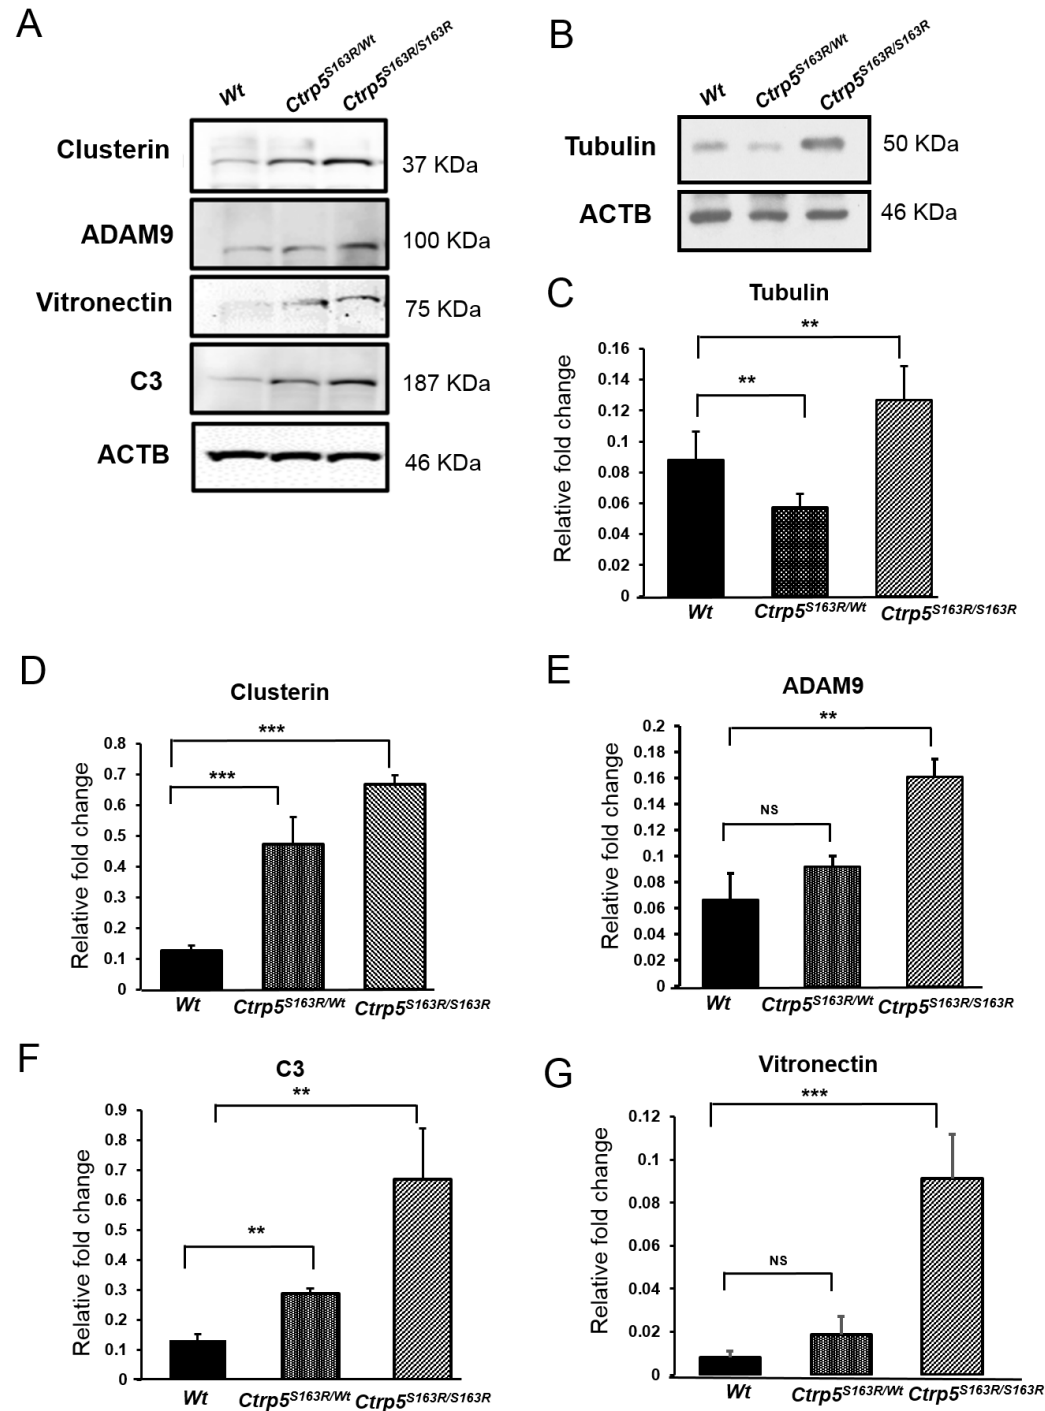 A
Wt
Ctrp5S163R/Wt
Ctrp5S163R/S163R
Clusterin
37 KDa
ADAM9
100 KDa
Vitronectin
75 KDa
C3
187 KDa
ACTB
46 KDa
B
Wt
Ctrp5S163R/Wt
Ctrp5S163R/S163R
Tubulin
50 KDa
ACTB
46 KDa
C
Tubulin
Relative fold change
0.16
0.14
0.12
0.1
0.08
0.06
0.04
0.02
0
**
**
Wt
Ctrp5S163R/Wt
Ctrp5S163R/S163R
D
Clusterin
Relative fold change
0.8
0.7
0.6
0.5
0.4
0.3
0.2
0.1
0
***
***
Wt
Ctrp5S163R/Wt
Ctrp5S163R/S163R
E
ADAM9
Relative fold change
0.2
0.18
0.16
0.14
0.12
0.1
0.08
0.06
0.04
0.02
0
**
NS
Wt
Ctrp5S163R/Wt
Ctrp5S163R/S163R
F
C3
Relative fold change
0.9
0.8
0.7
0.6
0.5
0.4
0.3
0.2
0.1
0
**
**
Wt
Ctrp5S163R/Wt
Ctrp5S163R/S163R
G
Vitronectin
Relative fold change
0.12
0.1
0.08
0.06
0.04
0.02
0
***
NS
Wt
Ctrp5S163R/Wt
Ctrp5S163R/S163R